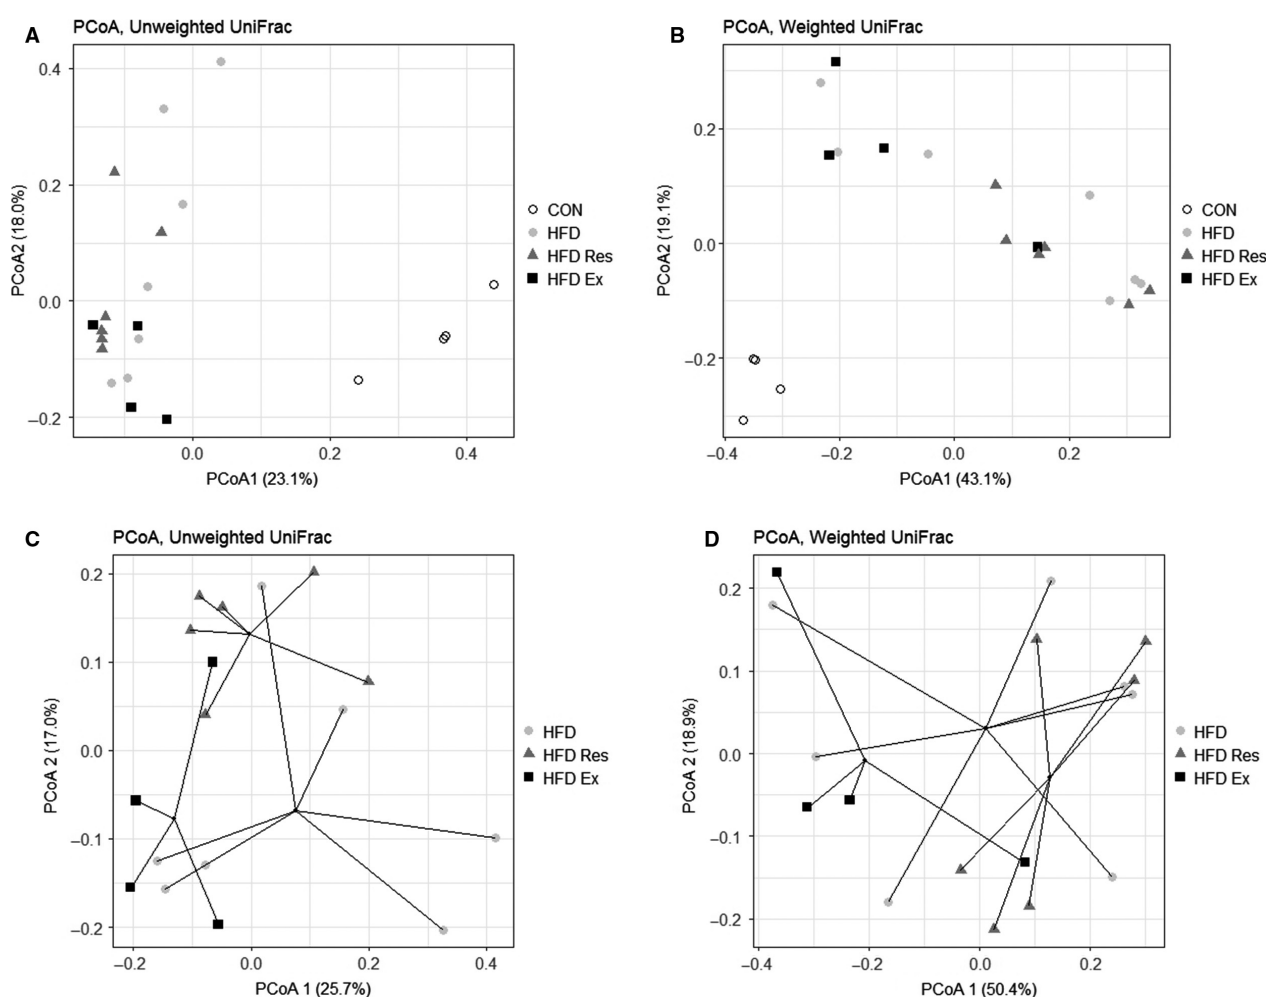 A
PCoA, Unweighted UniFrac
0.4
0.2
0.0
−0.2
PCoA2 (18.0%)
0.0
0.2
0.4
PCoA1 (23.1%)
CON
HFD
HFD Res
HFD Ex
B
PCoA, Weighted UniFrac
0.2
0.0
−0.2
PCoA2 (19.1%)
−0.4
−0.2
0.0
0.2
PCoA1 (43.1%)
CON
HFD
HFD Res
HFD Ex
C
PCoA, Unweighted UniFrac
0.2
0.1
0.0
−0.1
−0.2
PCoA 2 (17.0%)
−0.2
0.0
0.2
0.4
PCoA 1 (25.7%)
HFD
HFD Res
HFD Ex
D
PCoA, Weighted UniFrac
0.2
0.1
0.0
−0.1
−0.2
PCoA 2 (18.9%)
−0.4
−0.2
0.0
0.2
PCoA 1 (50.4%)
HFD
HFD Res
HFD Ex